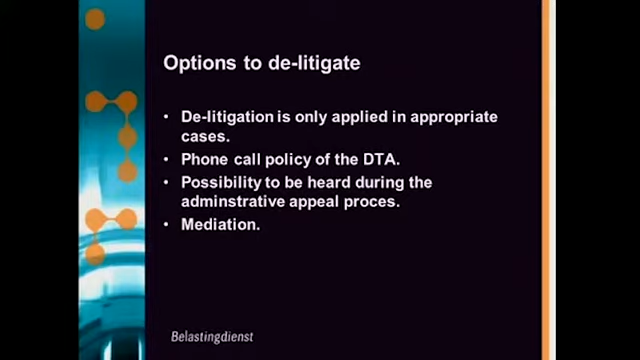 Options to de-litigate
• De-litigation is only applied in appropriate
cases.
• Phone call policy of the DTA.
• Possibility to be heard during the
adminstrative appeal proces.
• Mediation.
Belastingdienst